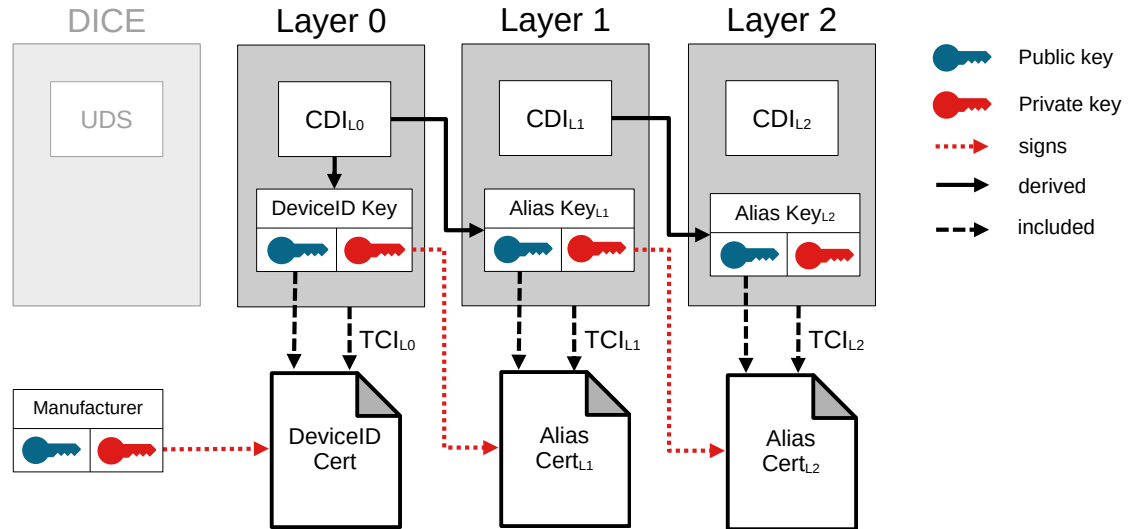 DICE
Layer 0
Layer 1
Layer 2
UDS
CDIL0
CDIL1
CDIL2
Public key
Private key
signs
derived
included
DeviceID Key
Alias KeyL1
Alias KeyL2
TCIL0
TCIL1
TCIL2
Manufacturer
DeviceID
Cert
Alias
CertL1
Alias
CertL2